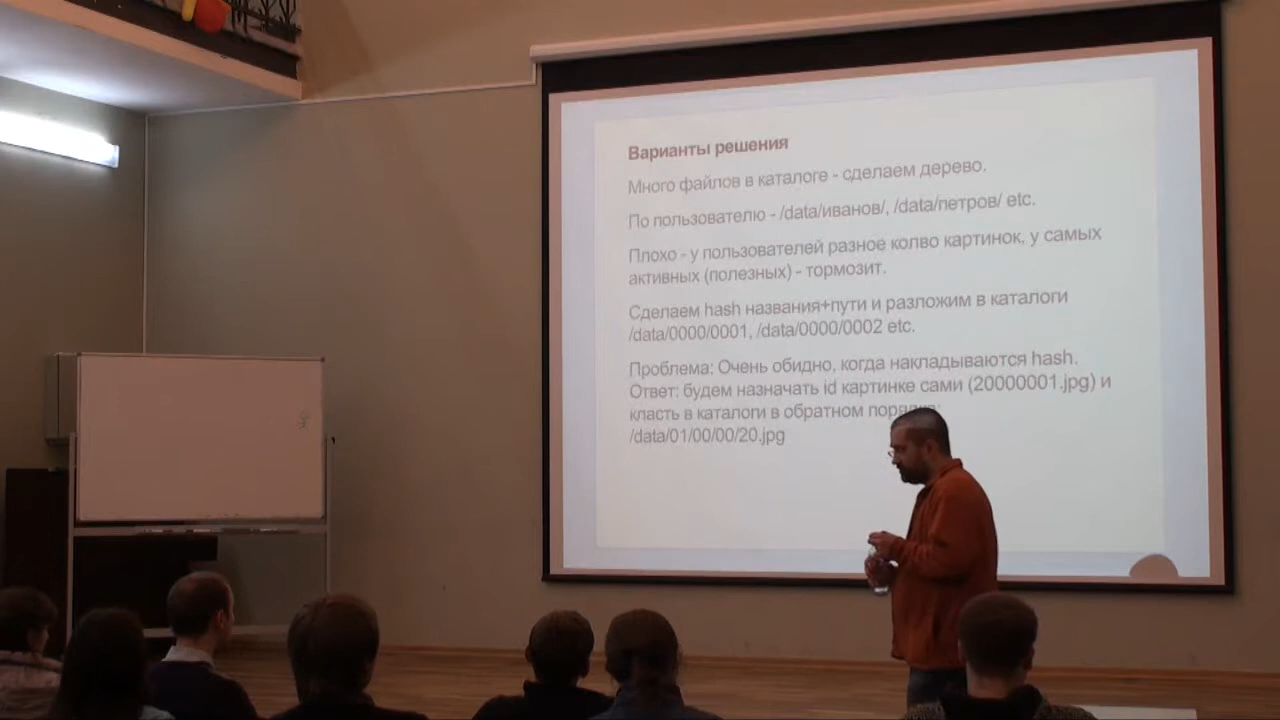 Варианты решения
Много файлов в каталоге - сделаем дерево.
По пользователю - /data/иванов/, /data/петров/ etc.
Плохо - у пользователей разное колво картинок, у самых
активных (полезных) - тормозит.
Сделаем hash названия+пути и разложим в каталоги
/data/0000/0001, /data/0000/0002 etc.
Проблема: Очень обидно, когда накладываются hash.
Ответ: будем назначать id картинке сами (20000001.jpg) и
класть в каталоги в обратном порядке:
/data/01/00/00/20.jpg